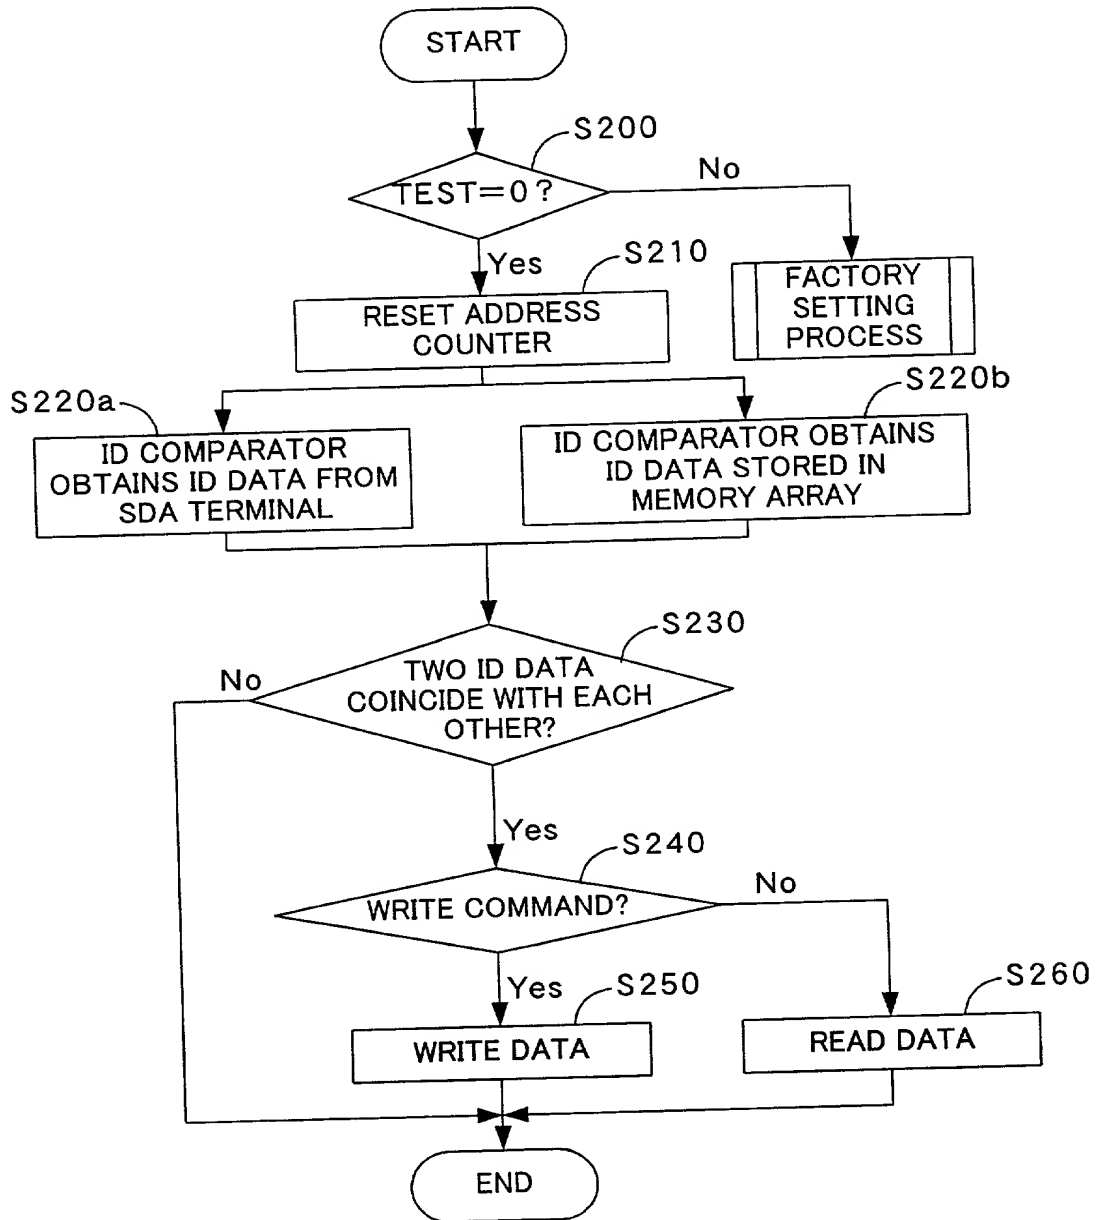 START
S200
TEST=0?
No
Yes
S210
RESET ADDRESS
COUNTER
FACTORY
SETTING
PROCESS
S220a
S220b
ID COMPARATOR
OBTAINS ID DATA FROM
SDA TERMINAL
ID COMPARATOR OBTAINS
ID DATA STORED IN
MEMORY ARRAY
S230
TWO ID DATA
COINCIDE WITH EACH
OTHER?
No
Yes
S240
WRITE COMMAND?
No
Yes
S250
WRITE DATA
S260
READ DATA
END